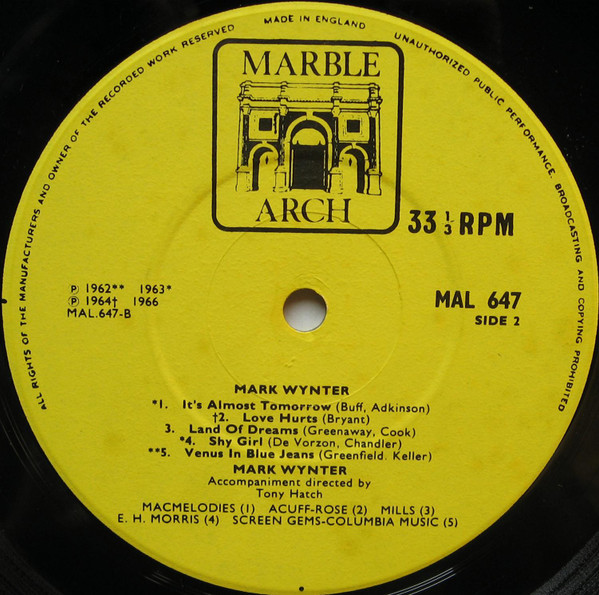 MADE IN ENGLAND
ALL RIGHTS OF THE MANUFACTURERS AND OWNER OF THE RECORDED WORK RESERVED
UNAUTHORIZED PUBLIC PERFORMANCE, BROADCASTING AND COPYING PROHIBITED
MARBLE
ARCH
33 1/3 RPM
Ⓟ 1962** 1963*
Ⓟ 1964† 1966
MAL.647-B
MAL 647
SIDE 2
MARK WYNTER
*1. It's Almost Tomorrow (Buff, Adkinson)
†2. Love Hurts (Bryant)
3. Land Of Dreams (Greenaway, Cook)
*4. Shy Girl (De Vorzon, Chandler)
**5. Venus In Blue Jeans (Greenfield. Keller)
MARK WYNTER
Accompaniment directed by
Tony Hatch
MACMELODIES (1) ACUFF-ROSE (2) MILLS (3)
E. H. MORRIS (4) SCREEN GEMS-COLUMBIA MUSIC (5)